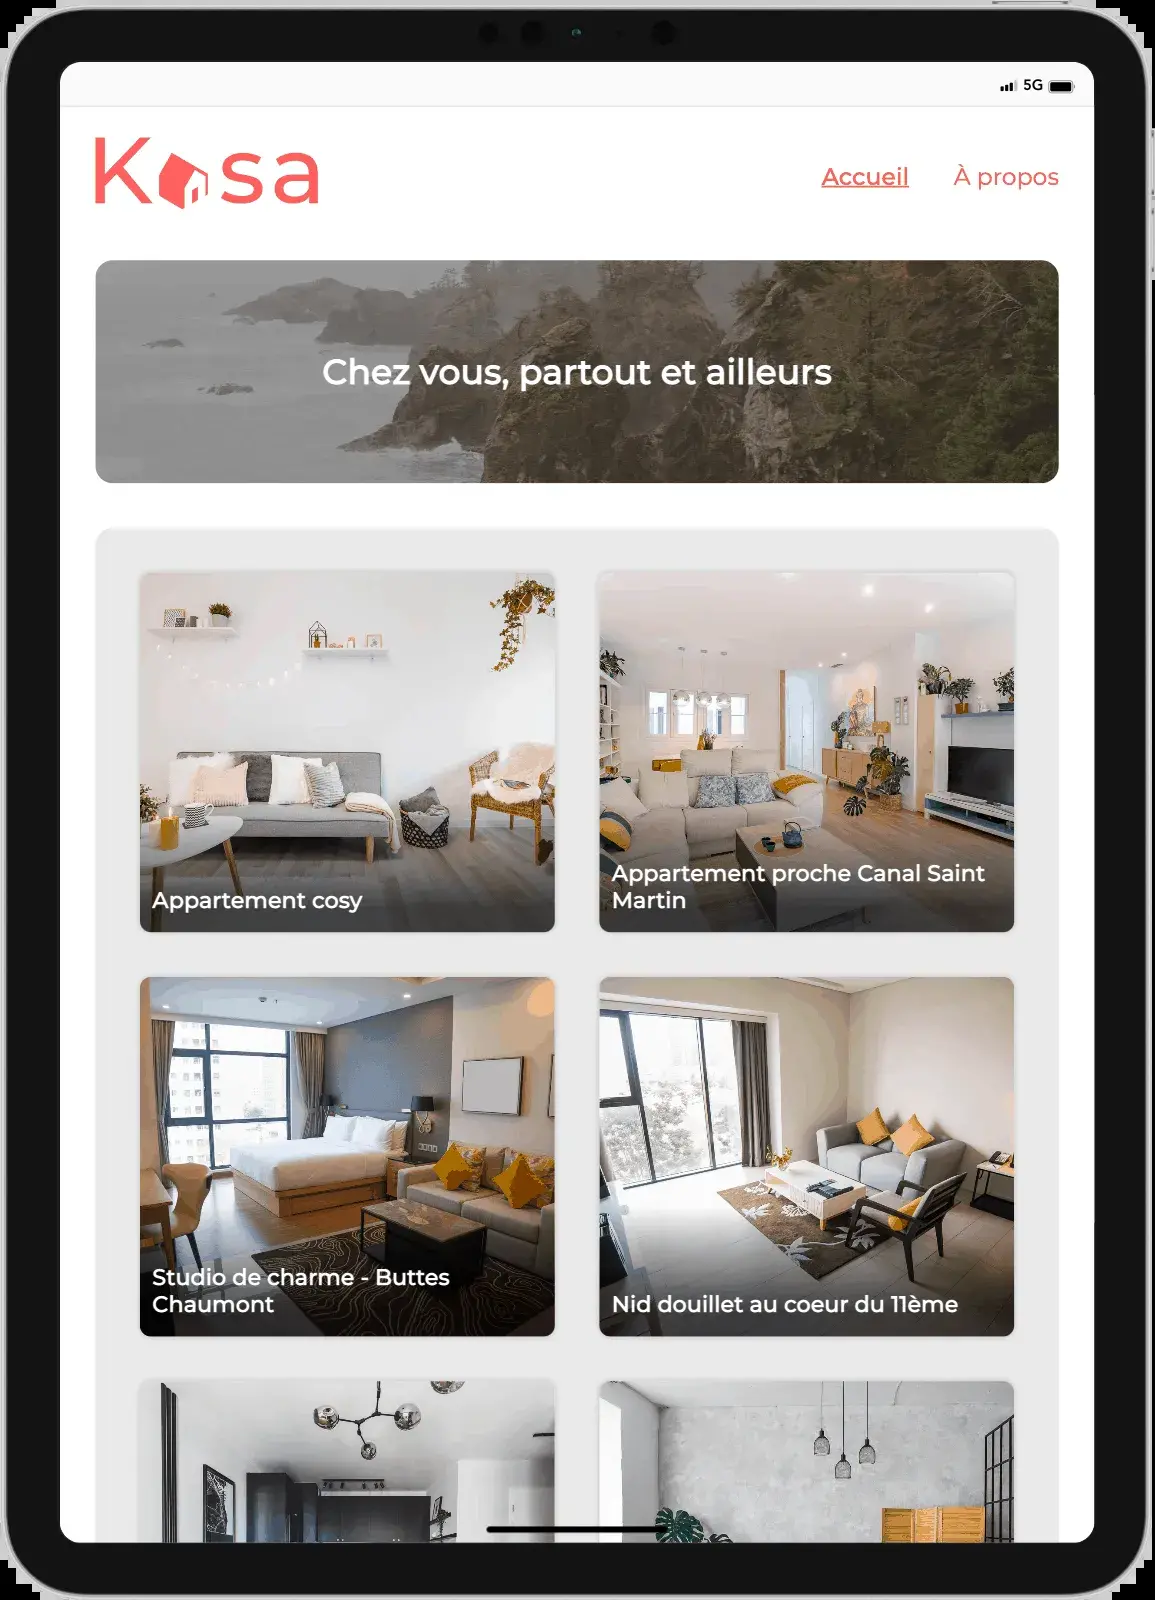 5G
Kasa
Accueil
À propos
Chez vous, partout et ailleurs
Appartement cosy
Appartement proche Canal Saint
Martin
Studio de charme - Buttes
Chaumont
Nid douillet au coeur du 11ème